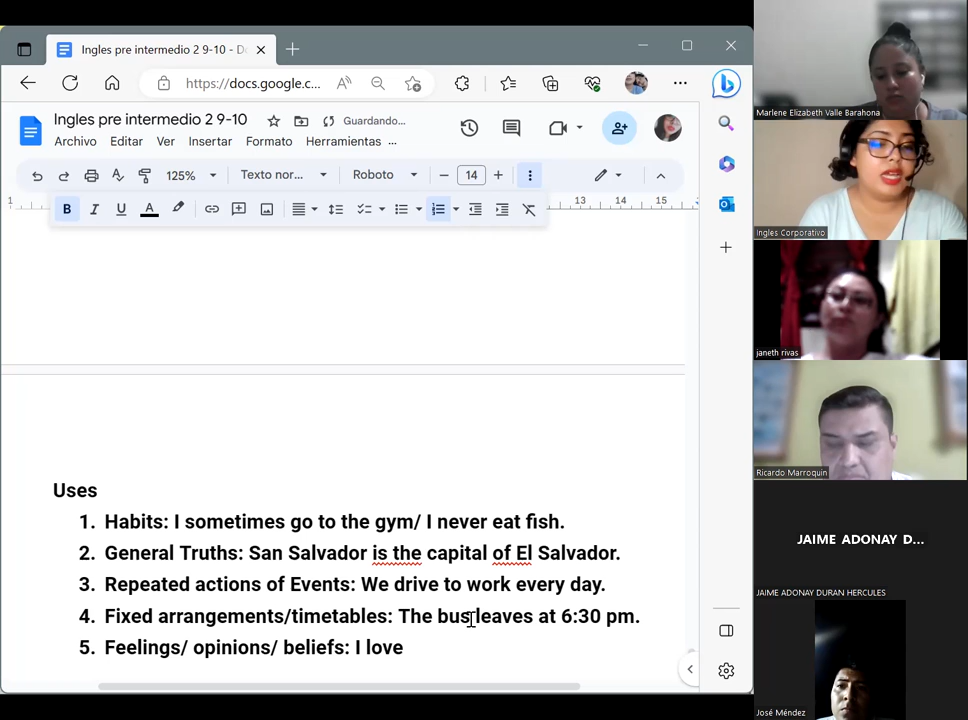 Ingles pre intermedio 2 9-10 - D
https://docs.google.c...
Ingles pre intermedio 2 9-10
Guardando...
Archivo Editar Ver Insertar Formato Herramientas ...
125% Texto nor... Roboto 14
B I U A
1 13 14 15
Uses
1. Habits: I sometimes go to the gym/ I never eat fish.
2. General Truths: San Salvador is the capital of El Salvador.
3. Repeated actions of Events: We drive to work every day.
4. Fixed arrangements/timetables: The bus leaves at 6:30 pm.
5. Feelings/ opinions/ beliefs: I love
Marlene Elizabeth Valle Barahona
Ingles Corporativo
janeth rivas
Ricardo Marroquin
JAIME ADONAY D...
JAIME ADONAY DURAN HERCULES
José Méndez